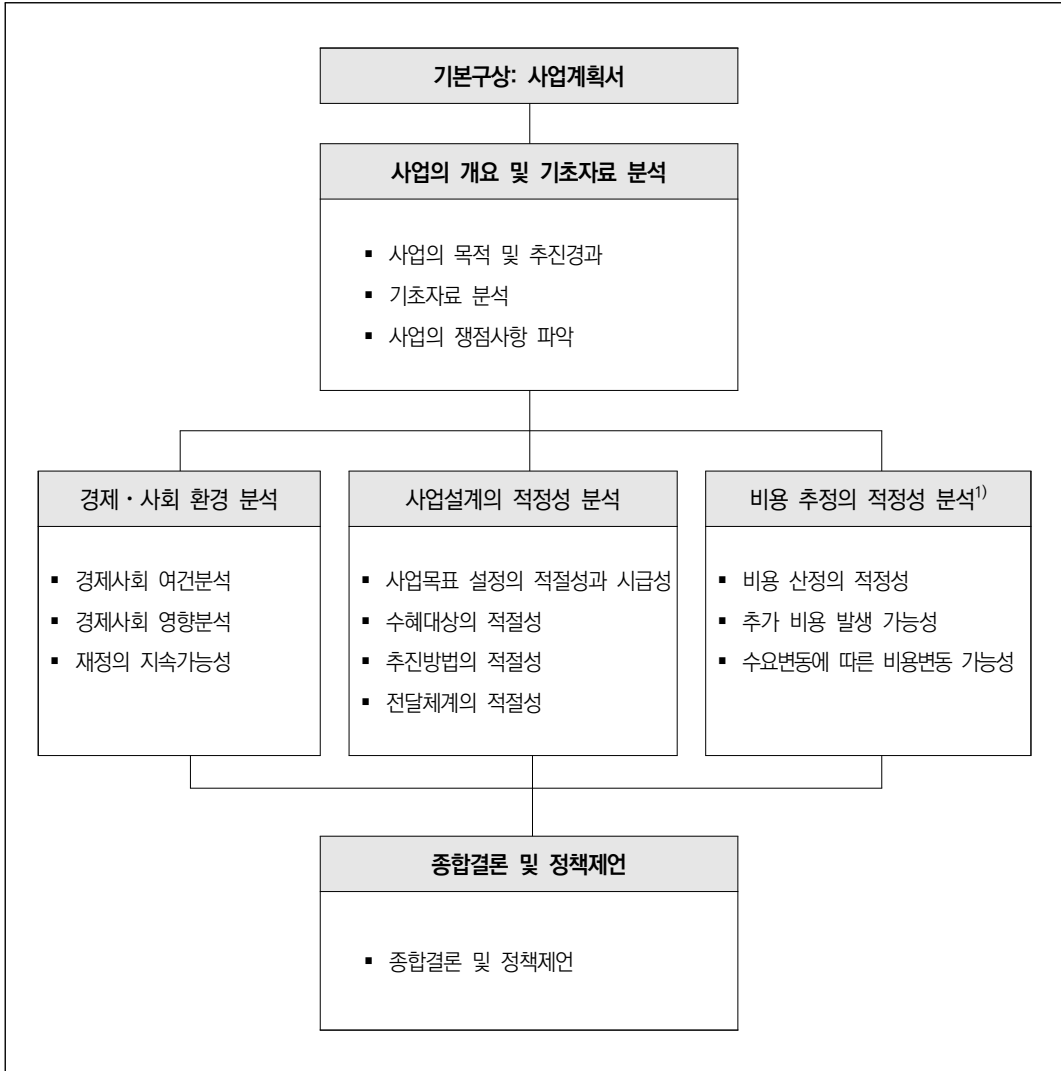 기본구상: 사업계획서
사업의 개요 및 기초자료 분석
▪ 사업의 목적 및 추진경과
▪ 기초자료 분석
▪ 사업의 쟁점사항 파악
경제·사회 환경 분석
▪ 경제사회 여건분석
▪ 경제사회 영향분석
▪ 재정의 지속가능성
사업설계의 적정성 분석
▪ 사업목표 설정의 적절성과 시급성
▪ 수혜대상의 적절성
▪ 추진방법의 적절성
▪ 전달체계의 적절성
비용 추정의 적정성 분석1)
▪ 비용 산정의 적정성
▪ 추가 비용 발생 가능성
▪ 수요변동에 따른 비용변동 가능성
종합결론 및 정책제언
▪ 종합결론 및 정책제언